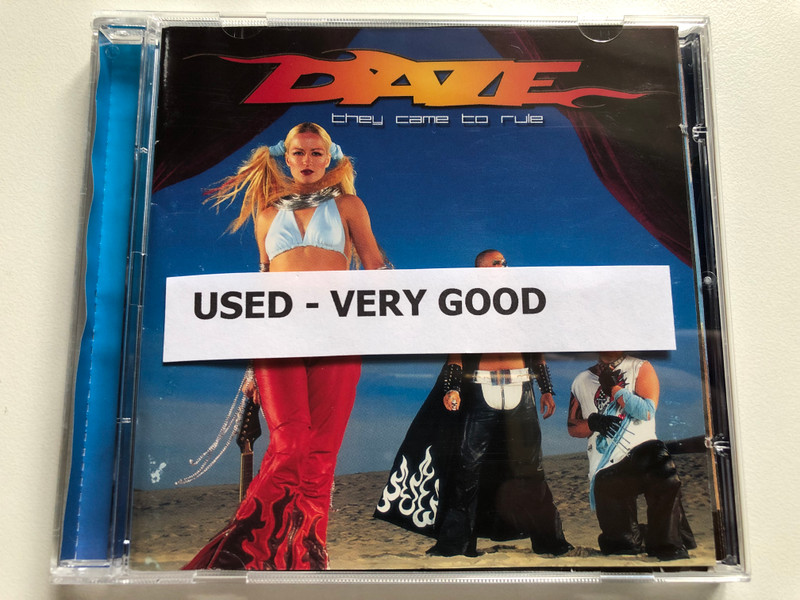 DAZE
they came to rule
USED - VERY GOOD